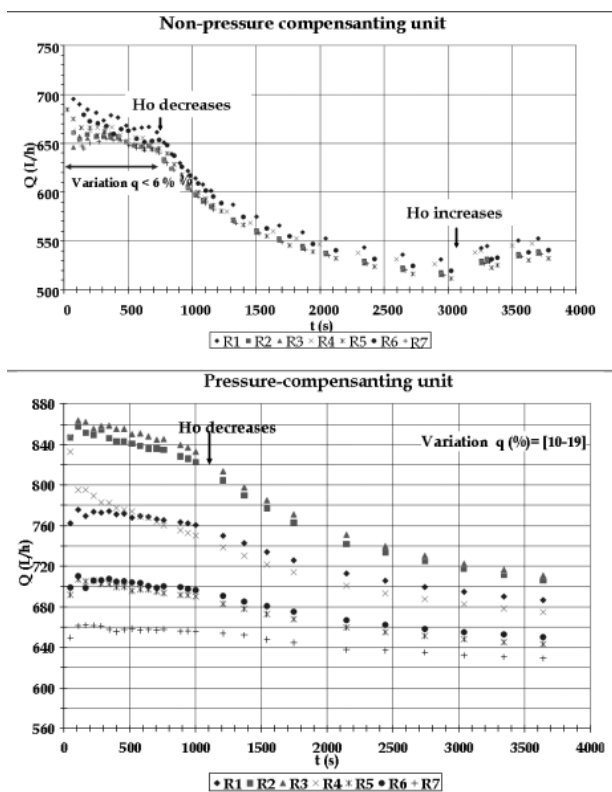 Non-pressure compensanting unit
750
700
650
600
550
500
Q (L/h)
Ho decreases
Variation q < 6 %
Ho increases
0 500 1000 1500 2000 2500 3000 3500 4000
t (s)
R1 R2 R3 R4 R5 R6 R7
Pressure-compensanting unit
880
840
800
760
720
680
640
600
560
Q (L/h)
Ho decreases
Variation q (%)= [10-19]
0 500 1000 1500 2000 2500 3000 3500 4000
t (s)
R1 R2 R3 R4 R5 R6 R7